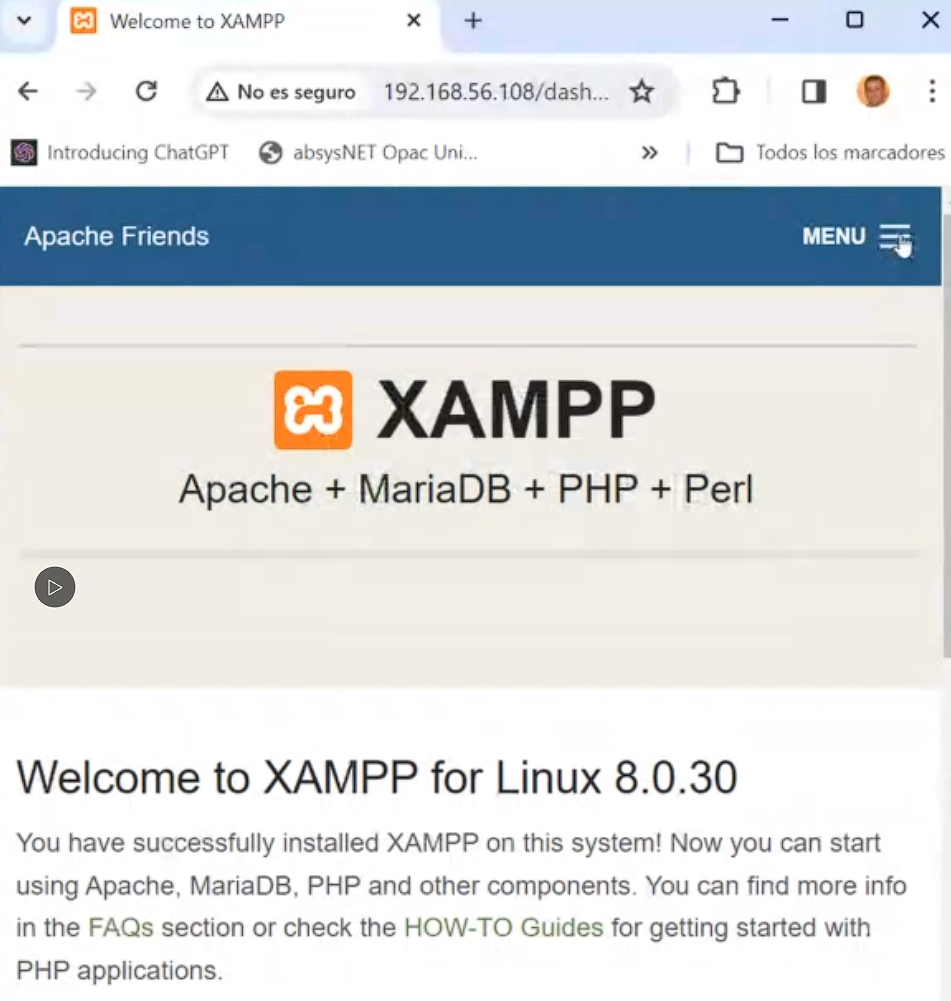 Welcome to XAMPP
No es seguro 192.168.56.108/dash...
Introducing ChatGPT absysNET Opac Uni... » Todos los marcadores
Apache Friends MENU
XAMPP
Apache + MariaDB + PHP + Perl
Welcome to XAMPP for Linux 8.0.30
You have successfully installed XAMPP on this system! Now you can start
using Apache, MariaDB, PHP and other components. You can find more info
in the FAQs section or check the HOW-TO Guides for getting started with
PHP applications.